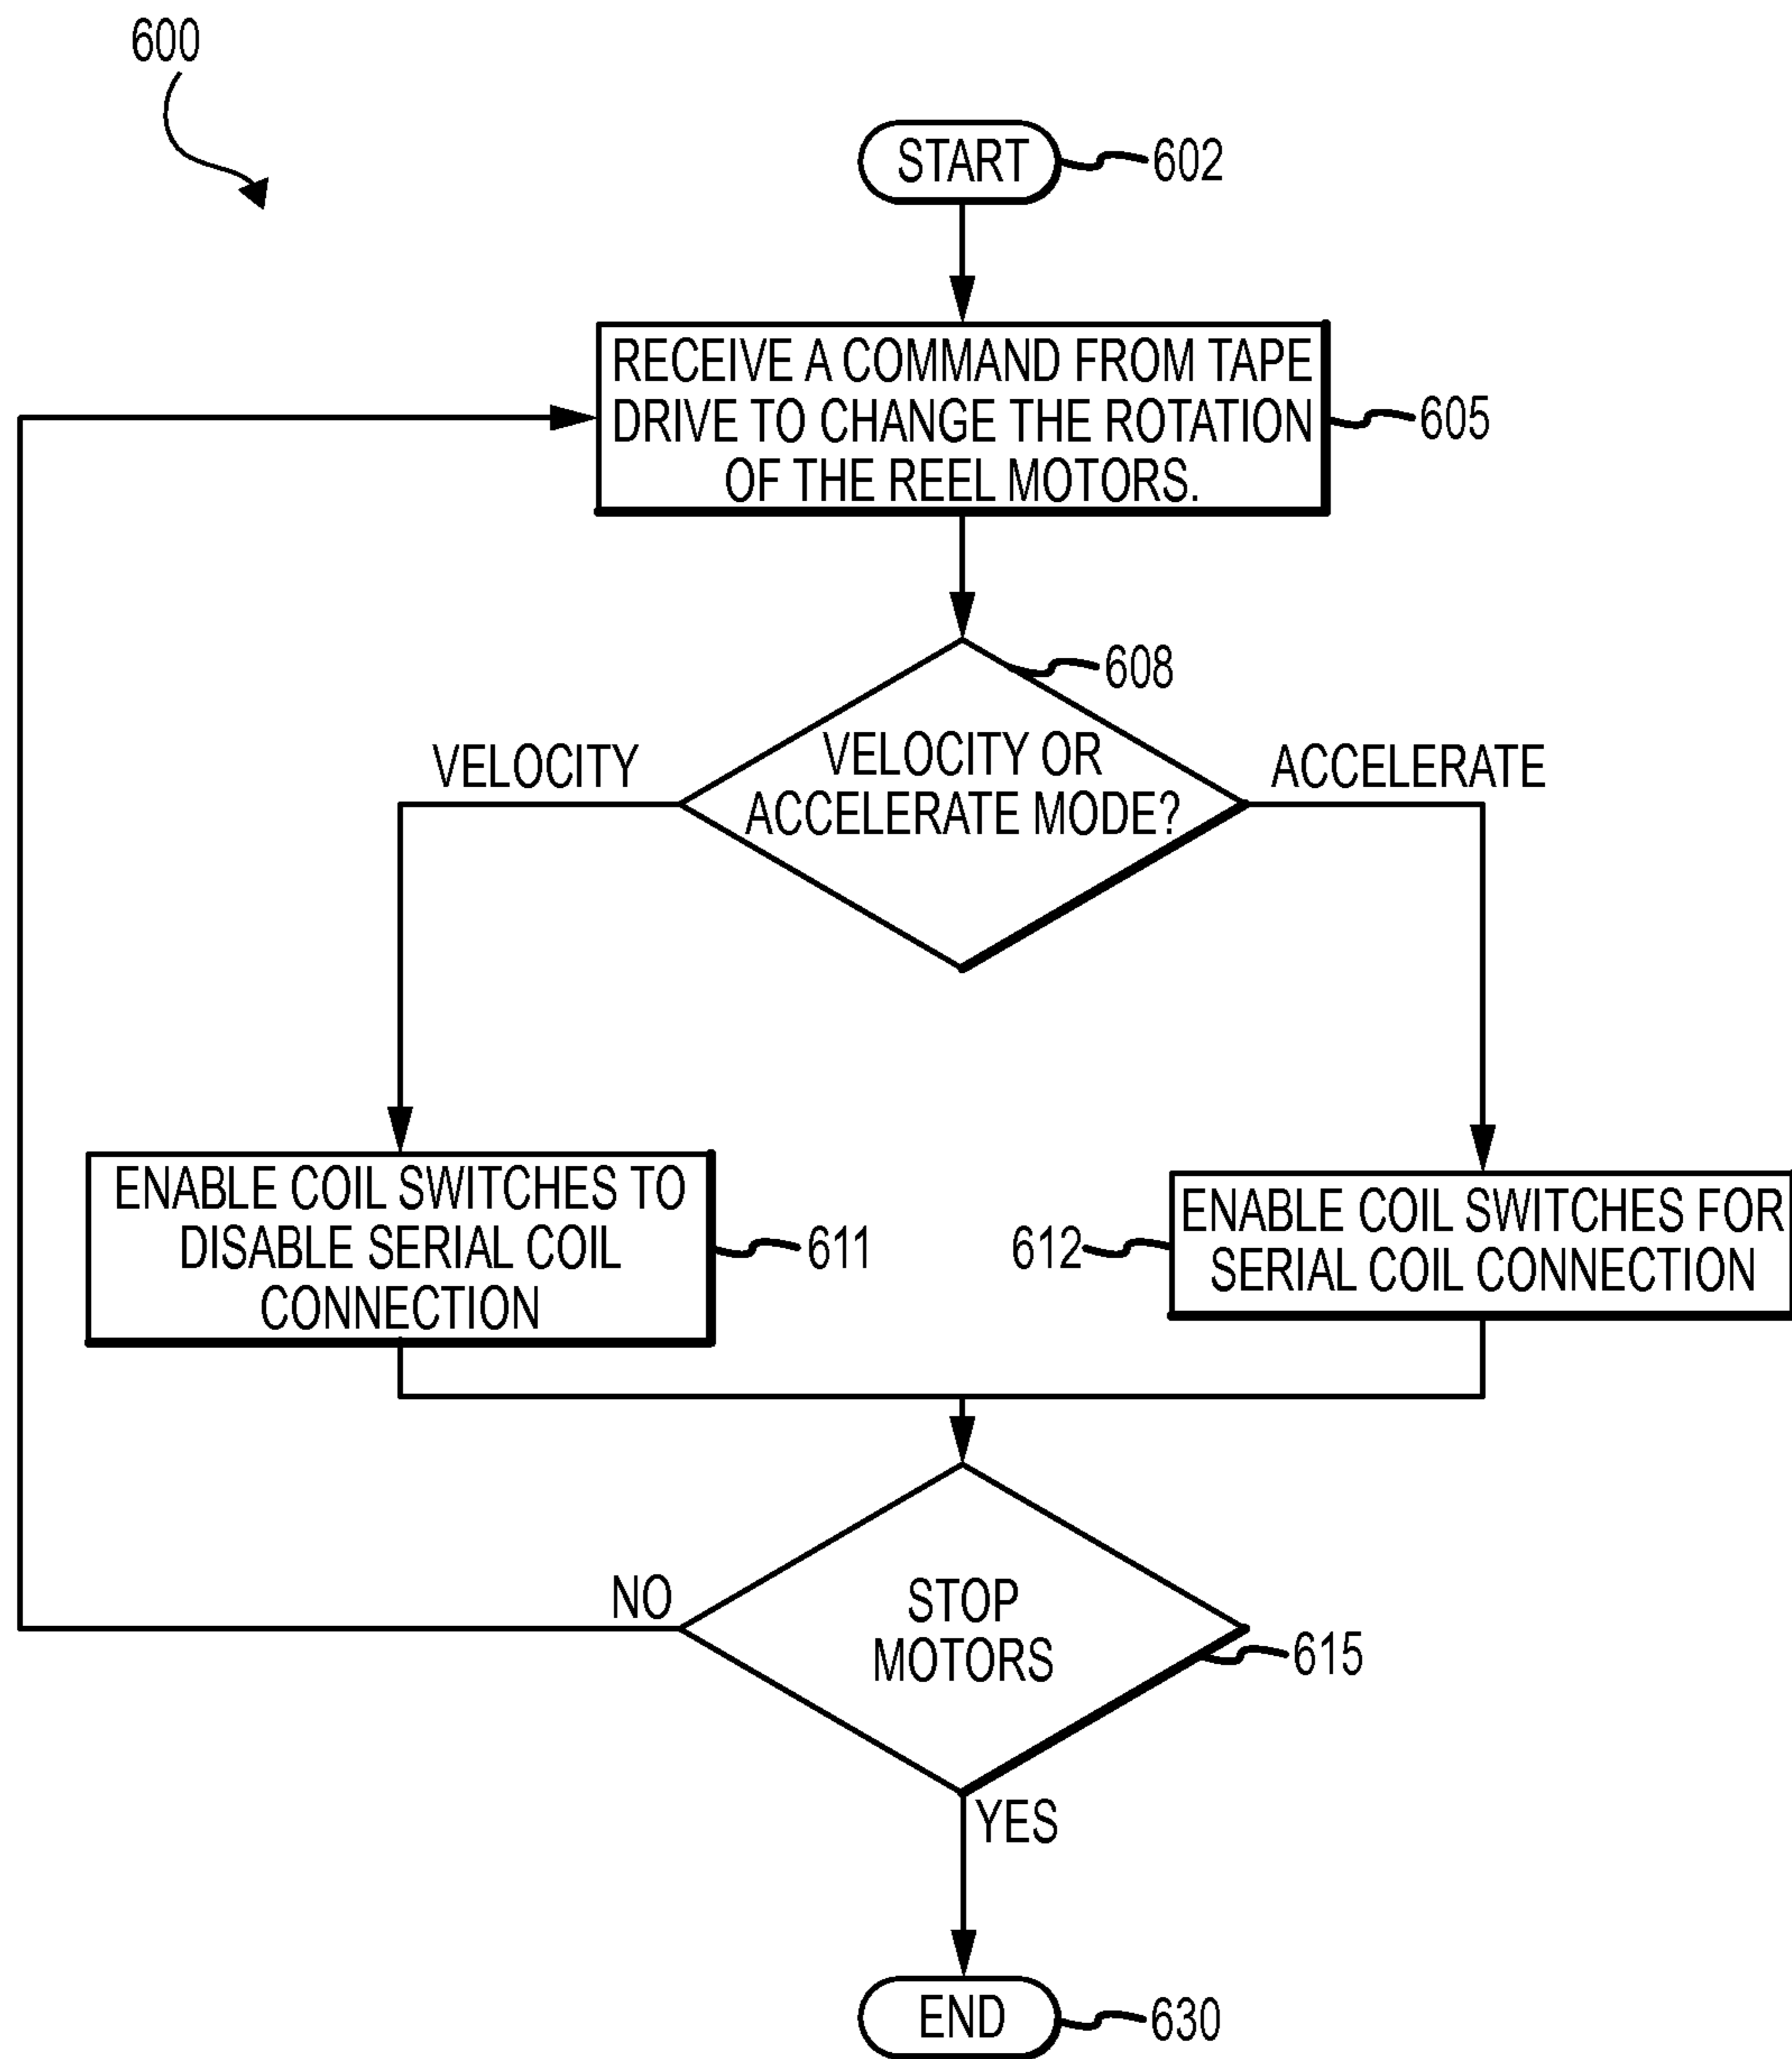 600
START
602
RECEIVE A COMMAND FROM TAPE
DRIVE TO CHANGE THE ROTATION
OF THE REEL MOTORS.
605
608
VELOCITY
VELOCITY OR
ACCELERATE MODE?
ACCELERATE
ENABLE COIL SWITCHES TO
DISABLE SERIAL COIL
CONNECTION
611
612
ENABLE COIL SWITCHES FOR
SERIAL COIL CONNECTION
NO
STOP
MOTORS
615
YES
END
630